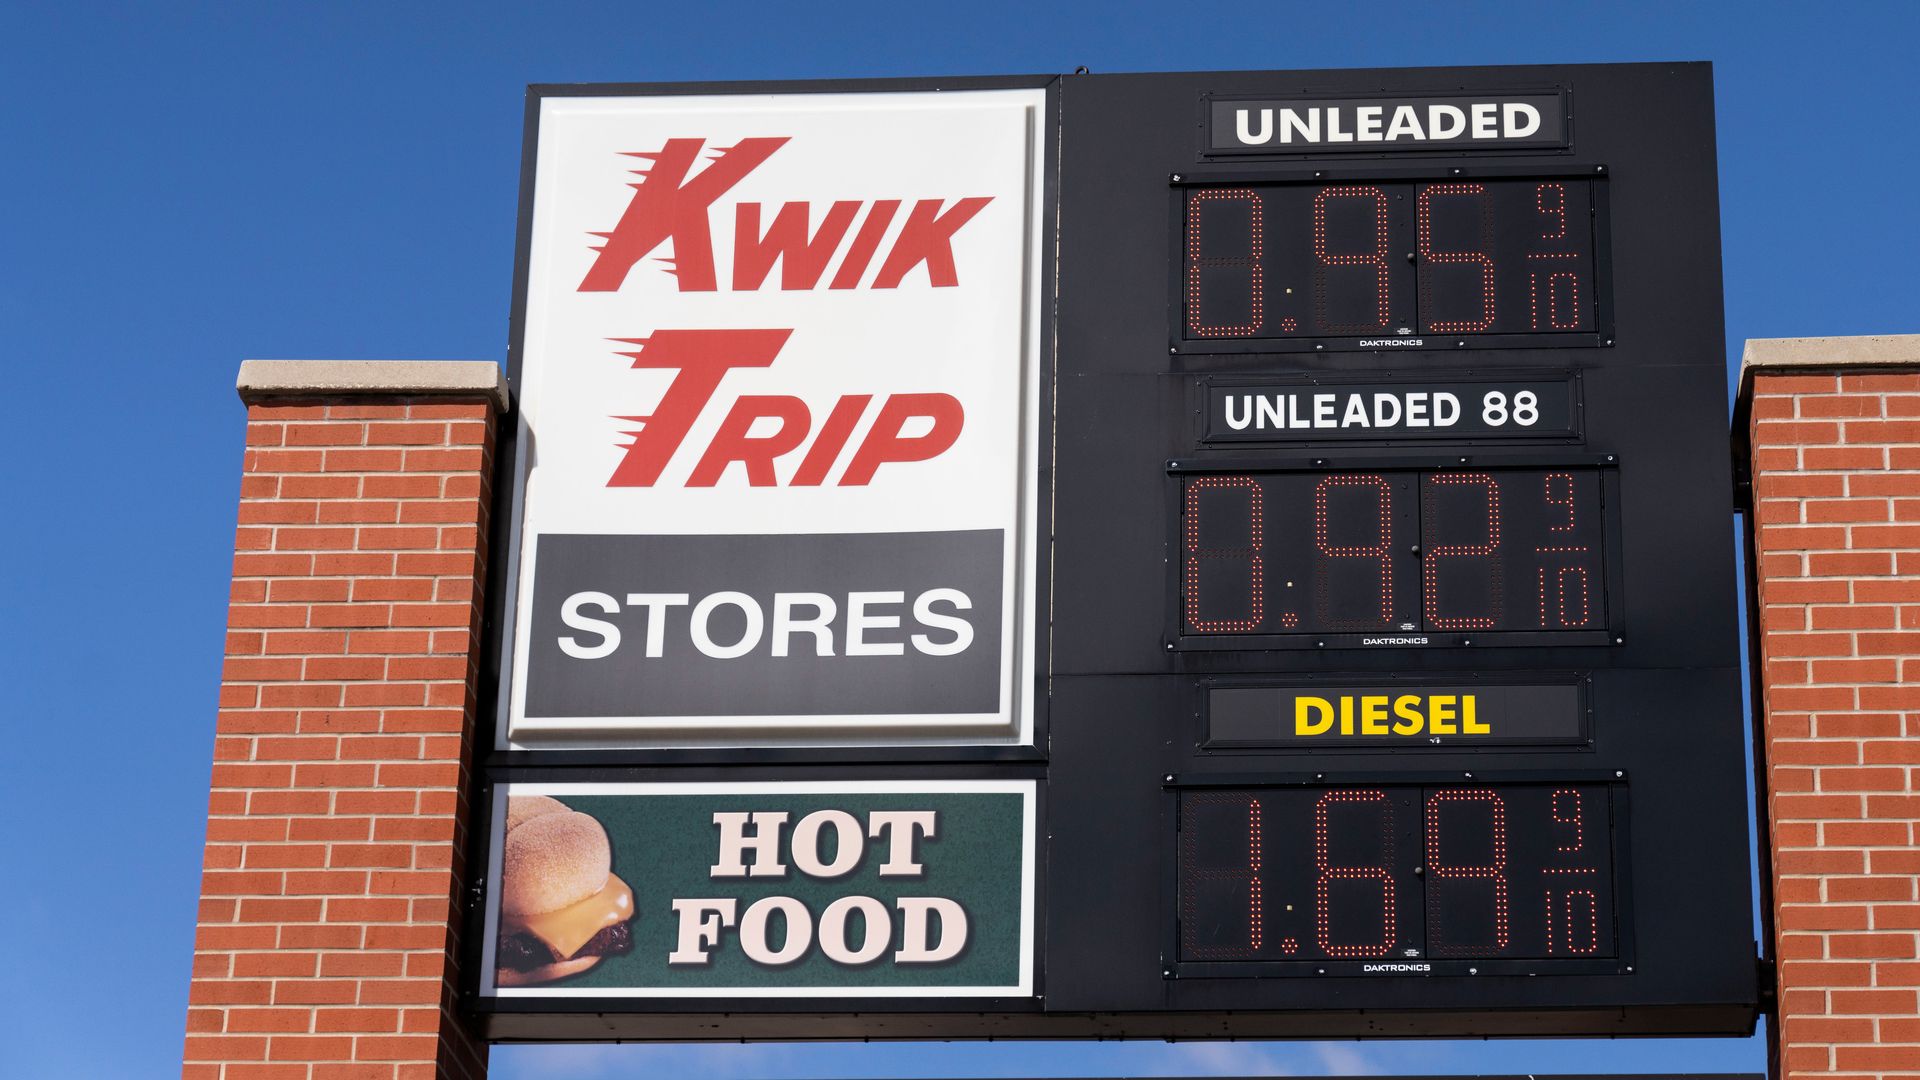 KWIK
TRIP
STORES
HOT
FOOD
UNLEADED
0.95 9/10
DAKTRONICS
UNLEADED 88
0.92 9/10
DAKTRONICS
DIESEL
1.69 9/10
DAKTRONICS